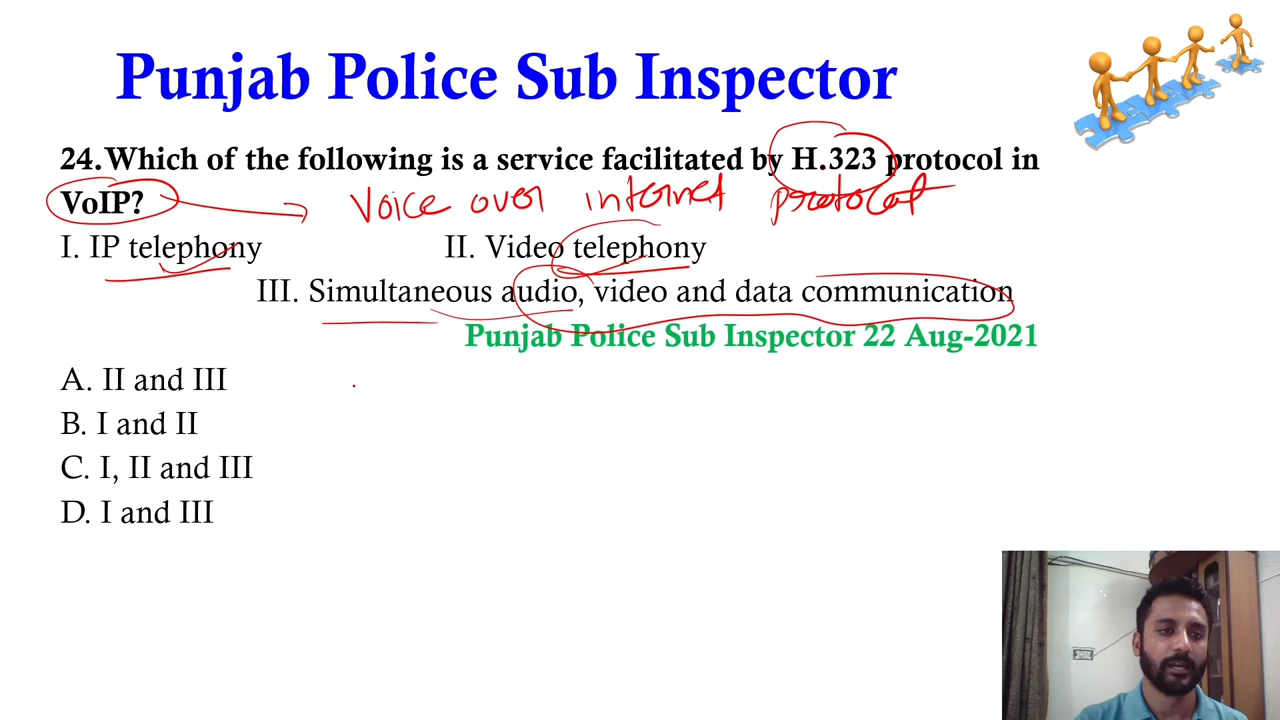 Punjab Police Sub Inspector
24.Which of the following is a service facilitated by H.323 protocol in
VoIP?
Voice over internet protocol
I. IP telephony II. Video telephony
III. Simultaneous audio, video and data communication
Punjab Police Sub Inspector 22 Aug-2021
A. II and III
B. I and II
C. I, II and III
D. I and III